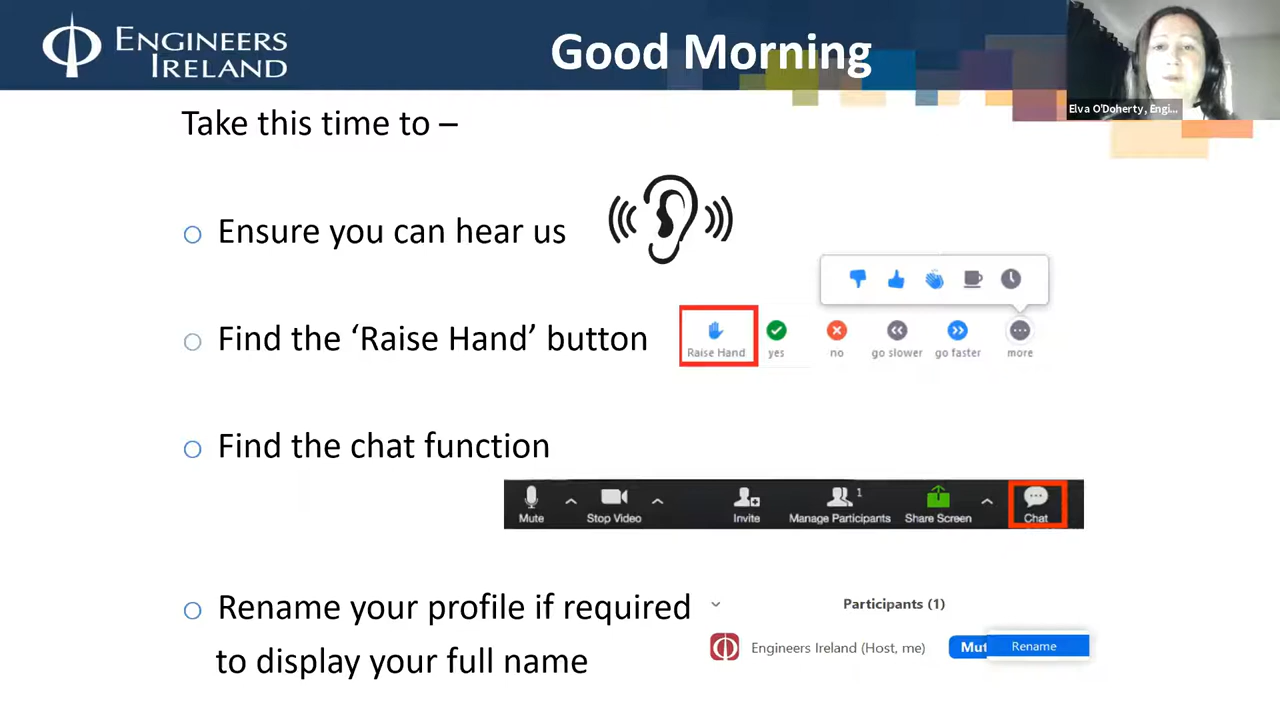 ENGINEERS
IRELAND
Good Morning
Elva O'Doherty, Engi...
Take this time to –
Ensure you can hear us
Find the ‘Raise Hand’ button
Raise Hand yes no go slower go faster more
Find the chat function
Mute Stop Video Invite Manage Participants 1 Share Screen Chat
Rename your profile if required
to display your full name
Participants (1)
Engineers Ireland (Host, me) Mut Rename